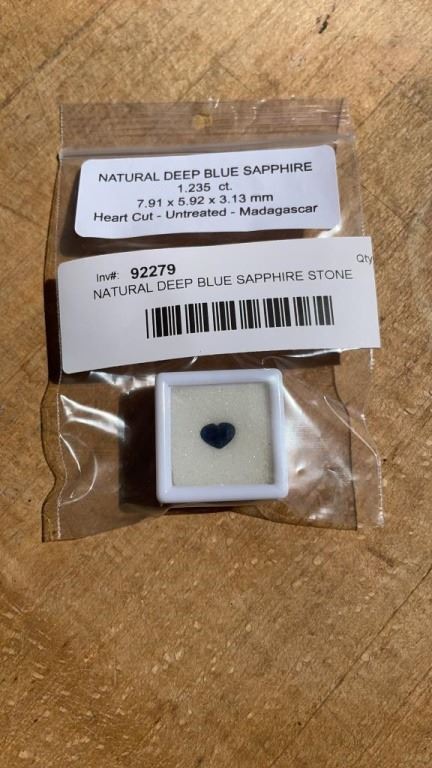 NATURAL DEEP BLUE SAPPHIRE
1.235 ct.
7.91 x 5.92 x 3.13 mm
Heart Cut - Untreated - Madagascar
Inv#: 92279 Qty
NATURAL DEEP BLUE SAPPHIRE STONE